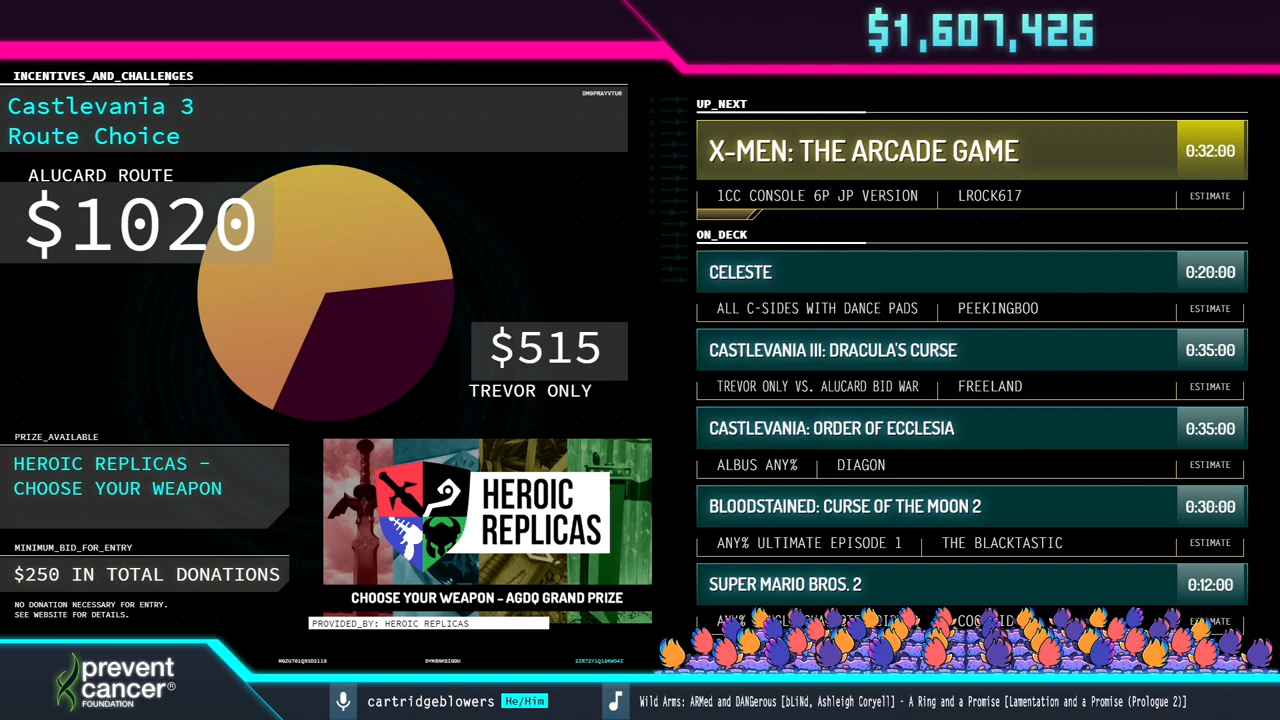 $1,607,426
INCENTIVES_AND_CHALLENGES
Castlevania 3
Route Choice
DM9PRAYVTU6
ALUCARD ROUTE
$1020
$515
TREVOR ONLY
PRIZE_AVAILABLE
HEROIC REPLICAS -
CHOOSE YOUR WEAPON
MINIMUM_BID_FOR_ENTRY
$250 IN TOTAL DONATIONS
NO DONATION NECESSARY FOR ENTRY.
SEE WEBSITE FOR DETAILS.
HEROIC
REPLICAS
CHOOSE YOUR WEAPON – AGDQ GRAND PRIZE
PROVIDED_BY: HEROIC REPLICAS
UP_NEXT
X-MEN: THE ARCADE GAME 0:32:00
1CC CONSOLE 6P JP VERSION LROCK617 ESTIMATE
ON_DECK
CELESTE 0:20:00
ALL C-SIDES WITH DANCE PADS PEEKINGBOO ESTIMATE
CASTLEVANIA III: DRACULA'S CURSE 0:35:00
TREVOR ONLY VS. ALUCARD BID WAR FREELAND ESTIMATE
CASTLEVANIA: ORDER OF ECCLESIA 0:35:00
ALBUS ANY% DIAGON ESTIMATE
BLOODSTAINED: CURSE OF THE MOON 2 0:30:00
ANY% ULTIMATE EPISODE 1 THE BLACKTASTIC ESTIMATE
SUPER MARIO BROS. 2 0:12:00
ANY%
prevent
cancer®
FOUNDATION
cartridgeblowers He/Him
Wild Arms: ARMed and DANGerous [bLiNd, Ashleigh Coryell] - A Ring and a Promise [Lamentation and a Promise (Prologue 2)]